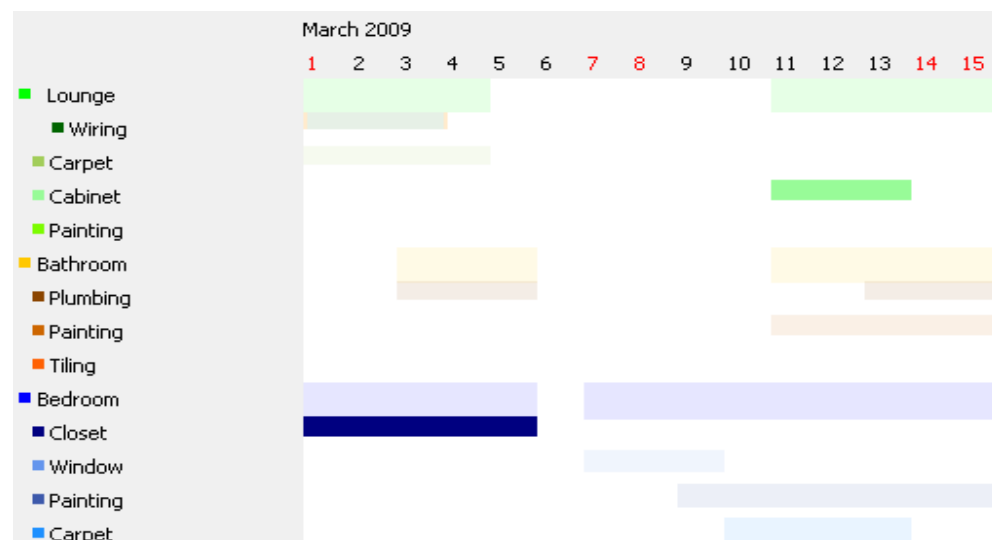 March 2009
1 2 3 4 5 6 7 8 9 10 11 12 13 14 15
Lounge
Wiring
Carpet
Cabinet
Painting
Bathroom
Plumbing
Painting
Tiling
Bedroom
Closet
Window
Painting
Carpet